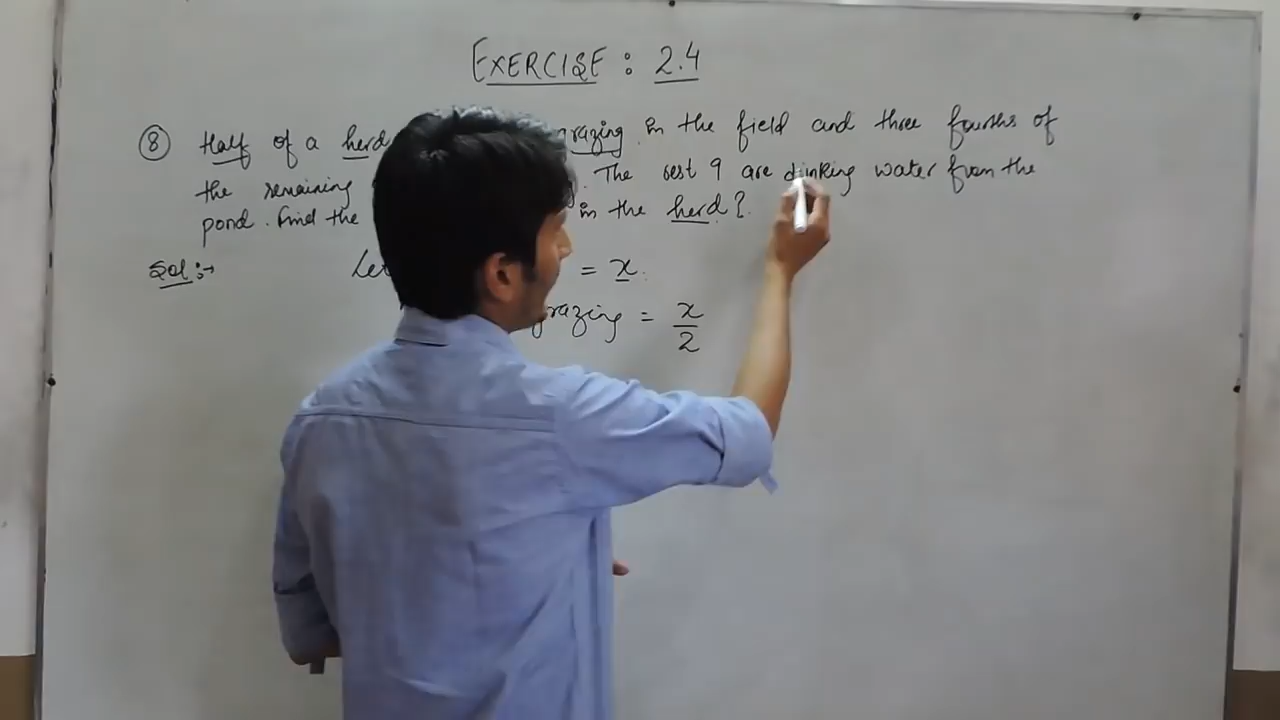 EXERCISE : 2.4
8 Half of a herd grazing in the field and three fourths of
the remaining . The rest 9 are drinking water from the
pond. Find the in the herd?
Sol:→ Let = x.
grazing = x/2